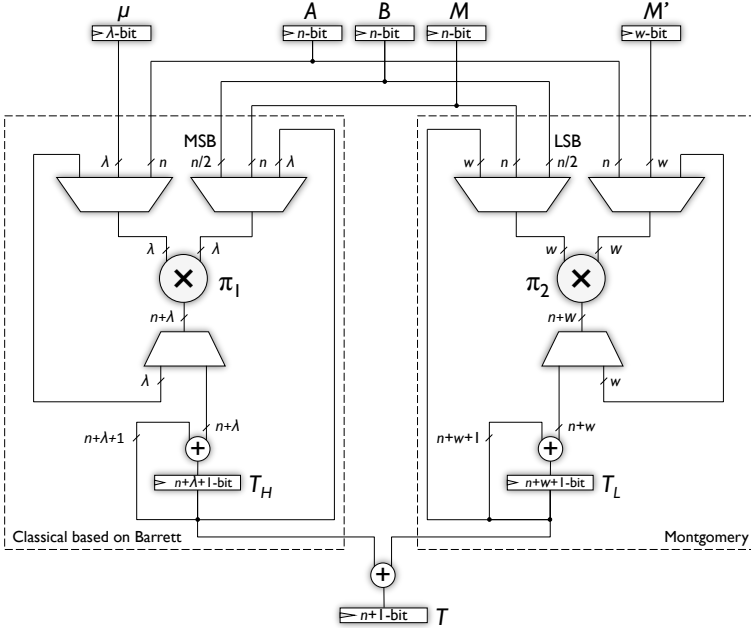 μ A B M M'
λ-bit n-bit n-bit n-bit w-bit
MSB LSB
λ n n/2 n λ w n n/2 n w
λ λ w w
π1 π2
n+λ n+w
λ w
n+λ+1 n+λ n+w+1 n+w
n+λ+1-bit TH n+w+1-bit TL
Classical based on Barrett Montgomery
n+1-bit T